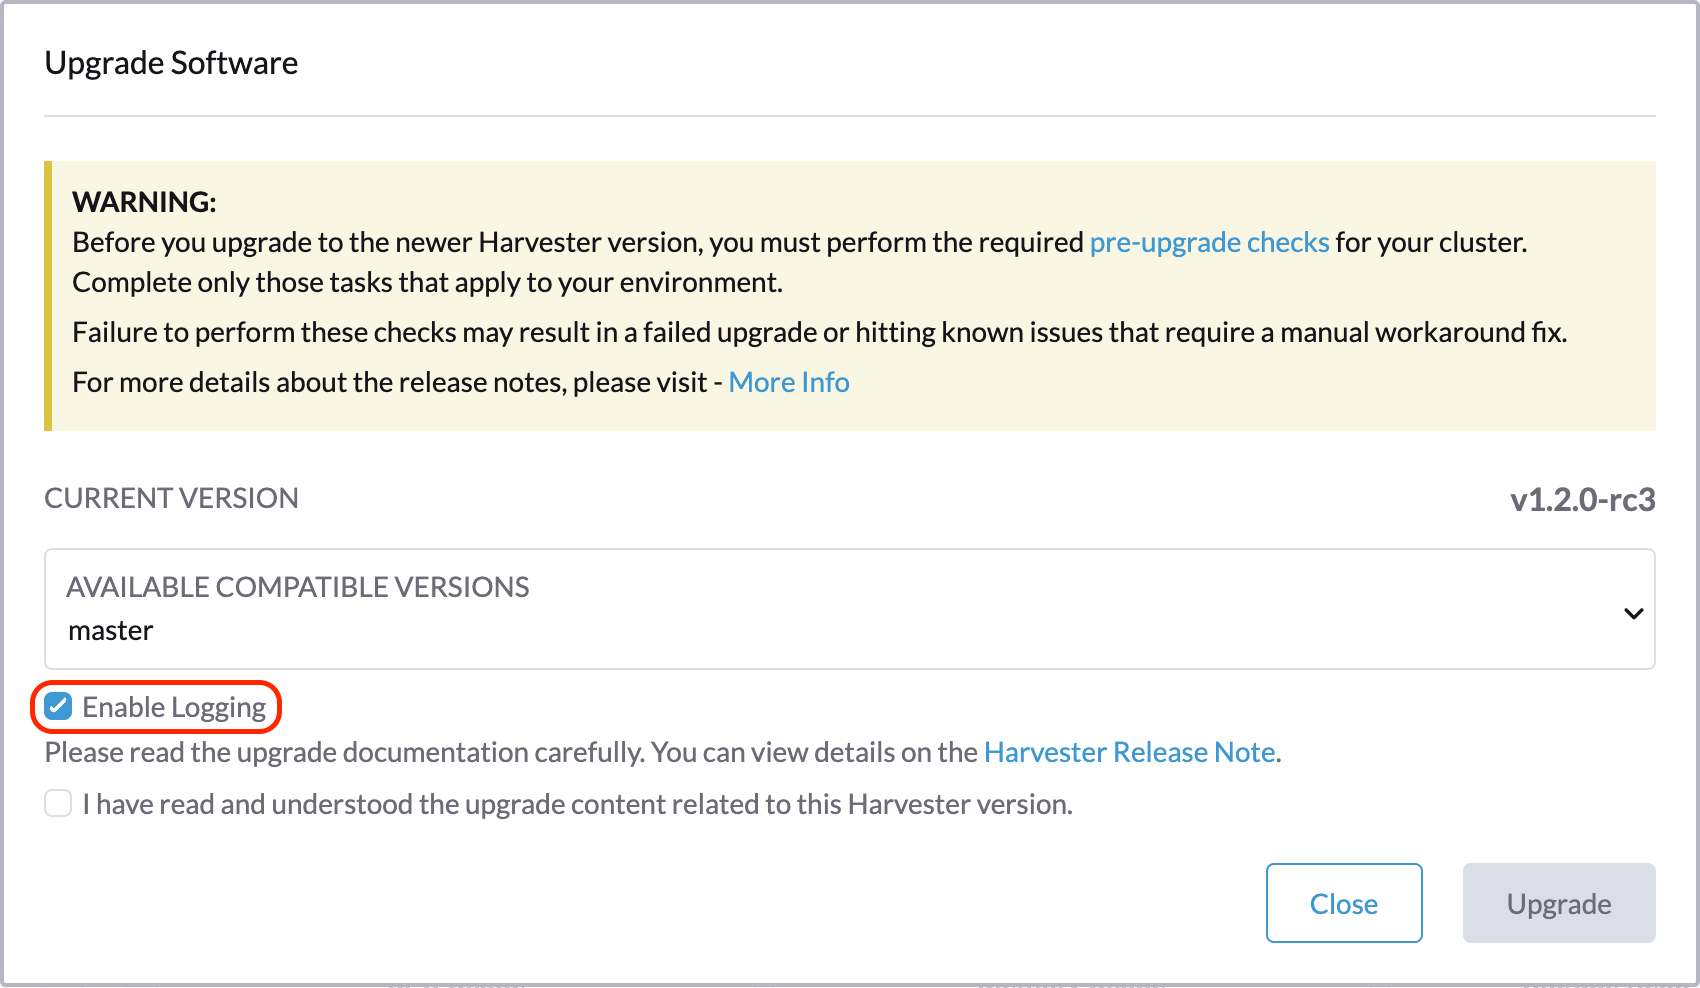 Upgrade Software
WARNING:
Before you upgrade to the newer Harvester version, you must perform the required pre-upgrade checks for your cluster.
Complete only those tasks that apply to your environment.
Failure to perform these checks may result in a failed upgrade or hitting known issues that require a manual workaround fix.
For more details about the release notes, please visit - More Info
CURRENT VERSION
v1.2.0-rc3
AVAILABLE COMPATIBLE VERSIONS
master
Enable Logging
Please read the upgrade documentation carefully. You can view details on the Harvester Release Note.
I have read and understood the upgrade content related to this Harvester version.
Close
Upgrade